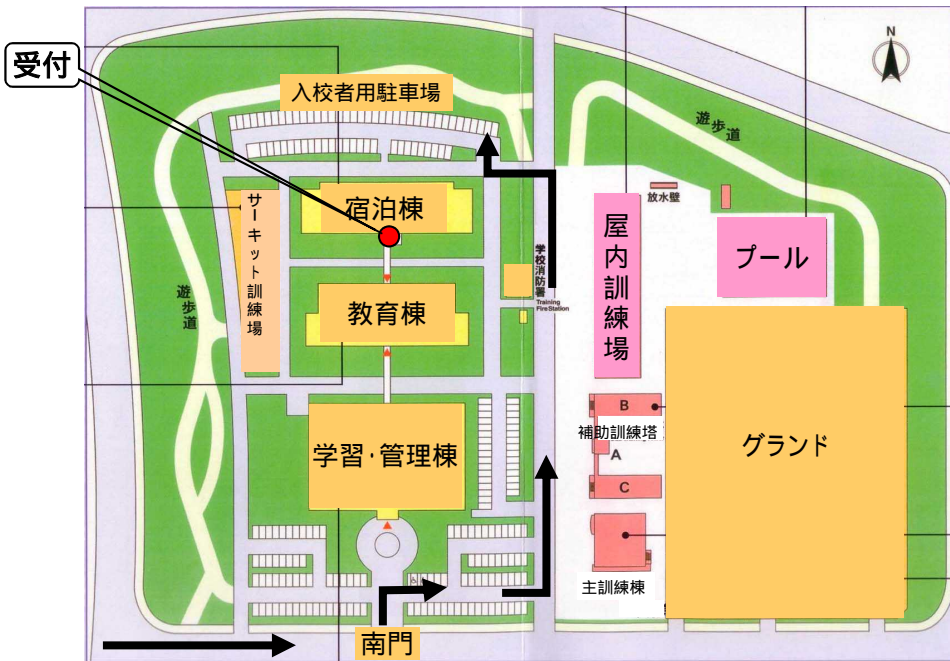 N
受付
入校者用駐車場
遊歩道
放水壁
宿泊棟
サーキット訓練場
屋内訓練場
プール
学校消防署
Training
FireStation
遊歩道
教育棟
B
補助訓練塔
A
C
学習･管理棟
グランド
主訓練棟
南門